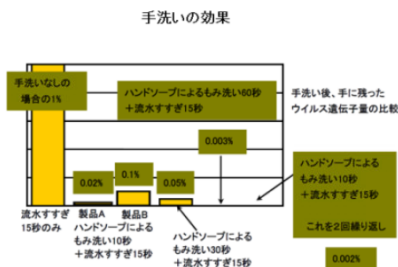 手洗いの効果
手洗いなしの
場合の1%
ハンドソープによるもみ洗い60秒
＋流水すすぎ15秒
手洗い後、手に残った
ウイルス遺伝子量の比較
0.003%
ハンドソープによる
もみ洗い10秒
＋流水すすぎ15秒
これを2回繰り返し
0.02%
0.1%
0.05%
流水すすぎ
15秒のみ
製品A
製品B
ハンドソープによる
もみ洗い10秒
＋流水すすぎ15秒
ハンドソープによる
もみ洗い30秒
＋流水すすぎ15秒
0.002%